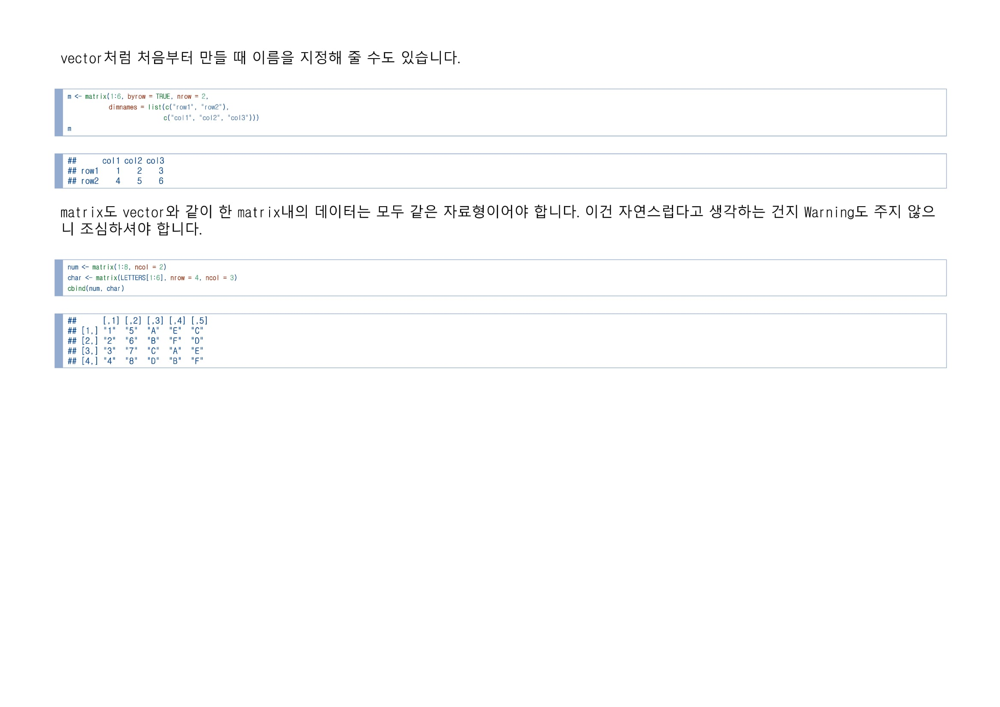 vector처럼 처음부터 만들 때 이름을 지정해 줄 수도 있습니다.
m <- matrix(1:6, byrow = TRUE, nrow = 2,
            dimnames = list(c("row1", "row2"),
                            c("col1", "col2", "col3")))
m
##      col1 col2 col3
## row1    1    2    3
## row2    4    5    6
matrix도 vector와 같이 한 matrix내의 데이터는 모두 같은 자료형이어야 합니다. 이건 자연스럽다고 생각하는 건지 Warning도 주지 않으
니 조심하셔야 합니다.
num <- matrix(1:8, ncol = 2)
char <- matrix(LETTERS[1:6], nrow = 4, ncol = 3)
cbind(num, char)
##      [,1] [,2] [,3] [,4] [,5]
## [1,] "1"  "5"  "A"  "E"  "C"
## [2,] "2"  "6"  "B"  "F"  "D"
## [3,] "3"  "7"  "C"  "A"  "E"
## [4,] "4"  "8"  "D"  "B"  "F"